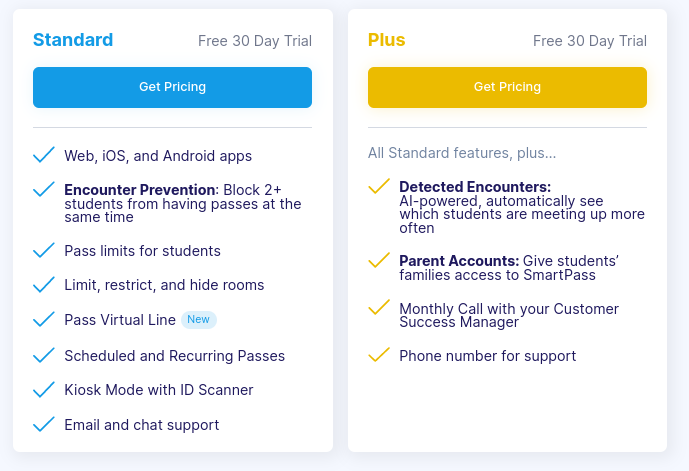 Standard
Free 30 Day Trial
Get Pricing
Web, iOS, and Android apps
Encounter Prevention: Block 2+
students from having passes at the
same time
Pass limits for students
Limit, restrict, and hide rooms
Pass Virtual Line New
Scheduled and Recurring Passes
Kiosk Mode with ID Scanner
Email and chat support
Plus
Free 30 Day Trial
Get Pricing
All Standard features, plus...
Detected Encounters:
AI-powered, automatically see
which students are meeting up more
often
Parent Accounts: Give students’
families access to SmartPass
Monthly Call with your Customer
Success Manager
Phone number for support